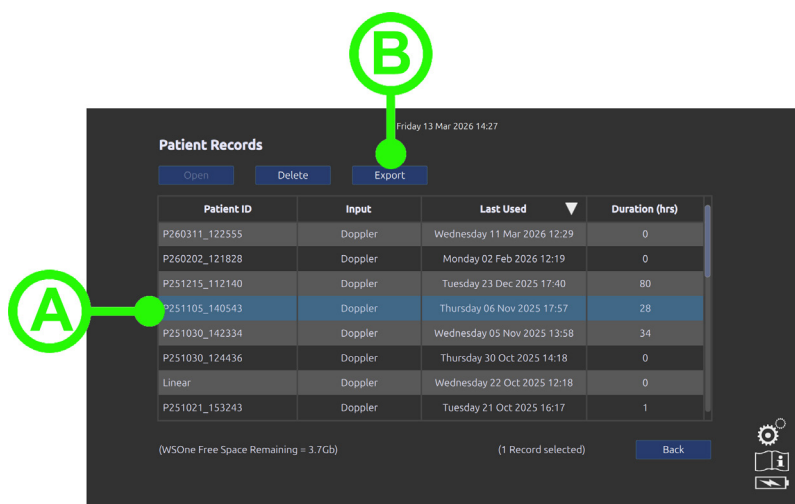 B
Friday 13 Mar 2026 14:27
Patient Records
Open Delete Export
Patient ID Input Last Used Duration (hrs)
P260311_122555 Doppler Wednesday 11 Mar 2026 12:29 0
P260202_121828 Doppler Monday 02 Feb 2026 12:19 0
P251215_112140 Doppler Tuesday 23 Dec 2025 17:40 80
A P251105_140543 Doppler Thursday 06 Nov 2025 17:57 28
P251030_142334 Doppler Wednesday 05 Nov 2025 13:58 34
P251030_124436 Doppler Thursday 30 Oct 2025 14:18 0
Linear Doppler Wednesday 22 Oct 2025 12:18 0
P251021_153243 Doppler Tuesday 21 Oct 2025 16:17 1
(WSOne Free Space Remaining = 3.7Gb) (1 Record selected) Back
i